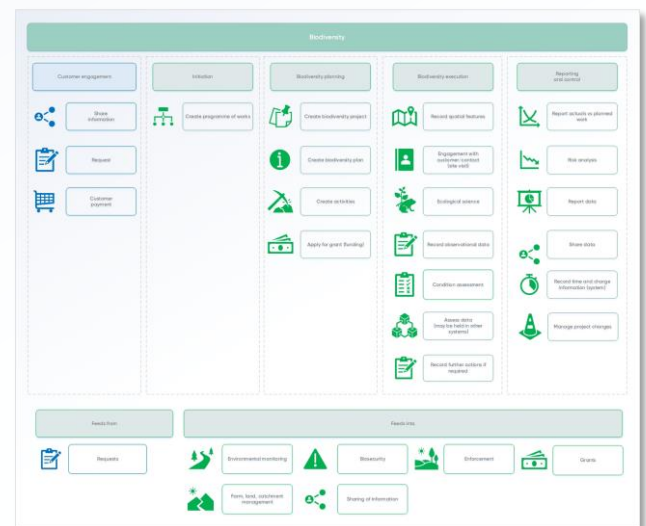 Biodiversity
Customer engagement
Initiation
Biodiversity planning
Biodiversity execution
Reporting
and control
Share
information
Create programme of works
Create biodiversity project
Record spatial features
Report actuals vs planned
work
Request
Create biodiversity plan
Engagement with
customer contact
(site visit)
Risk analysis
Customer
payment
Create activities
Ecological science
Report data
Apply for grant (funding)
Record observational data
Share data
Condition assessment
Record time and charge
information (system)
Assess data
(may be held in other
systems)
Manage project changes
Record further actions if
required
Feeds from
Feeds into
Requests
Environmental monitoring
Biosecurity
Enforcement
Grants
Farm, land, catchment
management
Sharing of information